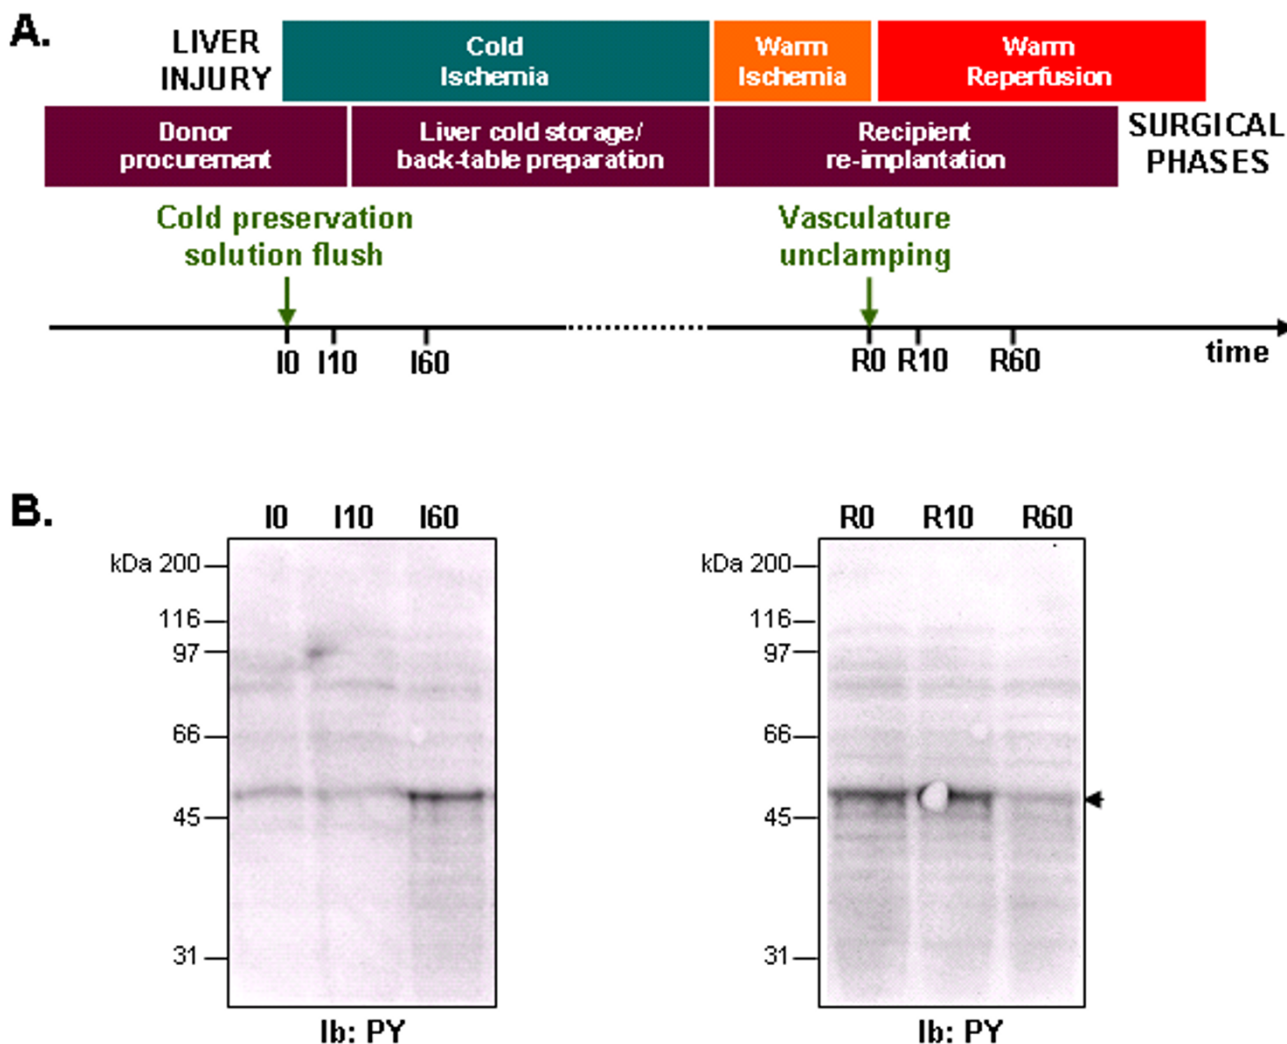 A.
LIVER
INJURY
Cold
Ischemia
Warm
Ischemia
Warm
Reperfusion
Donor
procurement
Liver cold storage/
back-table preparation
Recipient
re-implantation
SURGICAL
PHASES
Cold preservation
solution flush
Vasculature
unclamping
I0 I10 I60 R0 R10 R60
time
B.
I0 I10 I60
kDa 200
116
97
66
45
31
Ib: PY
R0 R10 R60
kDa 200
116
97
66
45
31
Ib: PY